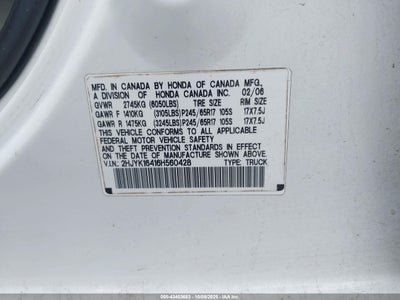 MFD. IN CANADA BY HONDA OF CANADA MFG.,
A DIVISION OF HONDA CANADA INC. 02/06
GVWR 2745KG (6050LBS) TIRE SIZE RIM SIZE
GAWR F 1410KG (3105LBS)P245/65R17 105S 17X7.5J
GAWR R 1475KG (3245LBS)P245/65R17 105S 17X7.5J
THIS VEHICLE CONFORMS TO ALL APPLICABLE
FEDERAL MOTOR VEHICLE SAFETY
AND THEFT PREVENTION STANDARDS IN EFFECT
ON THE DATE OF MANUFACTURE SHOWN ABOVE.
V.I.N.: 2HJYK16416H560428 TYPE: TRUCK